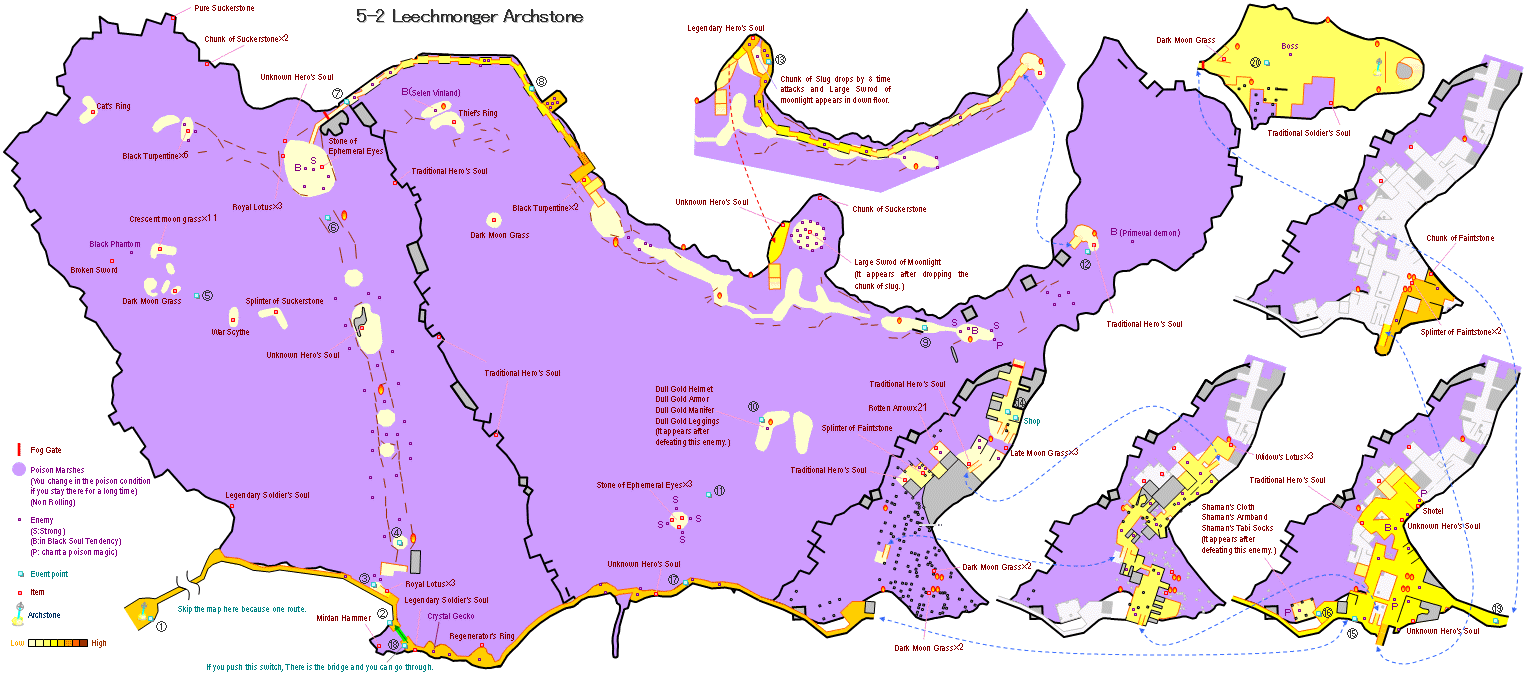 5-2 Leechmonger Archstone
Pure Suckerstone
Chunk of Suckerstone×2
Unknown Hero's Soul
Cat's Ring
Black Turpentine×6
Royal Lotus×3
Crescent moon grass×11
Black Phantom
Broken Sword
Dark Moon Grass
⑤
War Scythe
Splinter of Suckerstone
Unknown Hero's Soul
⑥
⑦
B
S
B(Selen Vinland)
Thief's Ring
Stone of
Ephemeral Eyes
Traditional Hero's Soul
⑧
Black Turpentine×2
Dark Moon Grass
Traditional Hero's Soul
Legendary Hero's Soul
⑬
Chunk of Slug drops by 8 time
attacks and Large Swrod of
moonlight appears in down floor.
Unknown Hero's Soul
Chunk of Suckerstone
Large Swrod of Moonlight
(It appears after dropping the
chunk of slug.)
B (Primeval demon)
⑫
Traditional Hero's Soul
S
B
S
P
⑨
Dull Gold Helmet
Dull Gold Armor
Dull Gold Manifer
Dull Gold Leggings
(It appears after
defeating this enemy.)
⑩
Stone of Ephemeral Eyes×3
⑪
S
S
S
S
Traditional Hero's Soul
Rotten Arrow×21
Splinter of Faintstone
Traditional Hero's Soul
⑭
Shop
Late Moon Grass×3
Dark Moon Grass×2
Dark Moon Grass×2
Dark Moon Grass
⑳
Boss
Traditional Soldier's Soul
Chunk of Faintstone
Splinter of Faintstone×2
Widow's Lotus×3
Traditional Hero's Soul
Shaman's Cloth
Shaman's Armband
Shaman's Tabi Socks
(It appears after
defeating this enemy.)
P
Shotel
B
Unknown Hero's Soul
P
P
⑯
⑮
⑬
Unknown Hero's Soul
Fog Gate
Poison Marshes
(You change in the poison condition
if you stay there for a long time)
(Non Rolling)
Enemy
(S:Strong)
(B:in Black Soul Tendency)
(P: chant a poison magic)
Event point
Item
Archstone
Low
High
Legendary Soldier's Soul
①
Skip the map here because one route.
④
③
Royal Lotus×3
Legendary Soldier's Soul
②
Mirdan Hammer
Crystal Gecko
Regenerator's Ring
⑱
If you push this switch, There is the bridge and you can go through.
Unknown Hero's Soul
⑰